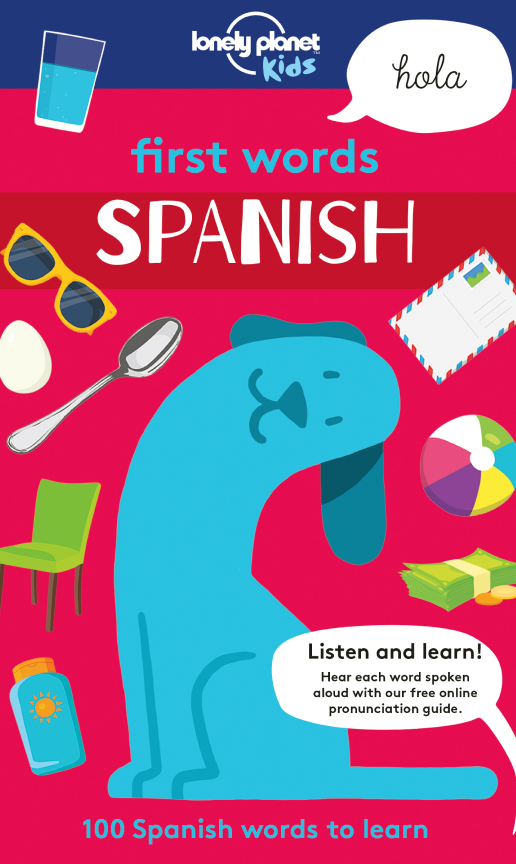 lonely planet
kids
hola
first words
SPANISH
Listen and learn!
Hear each word spoken
aloud with our free online
pronunciation guide.
100 Spanish words to learn